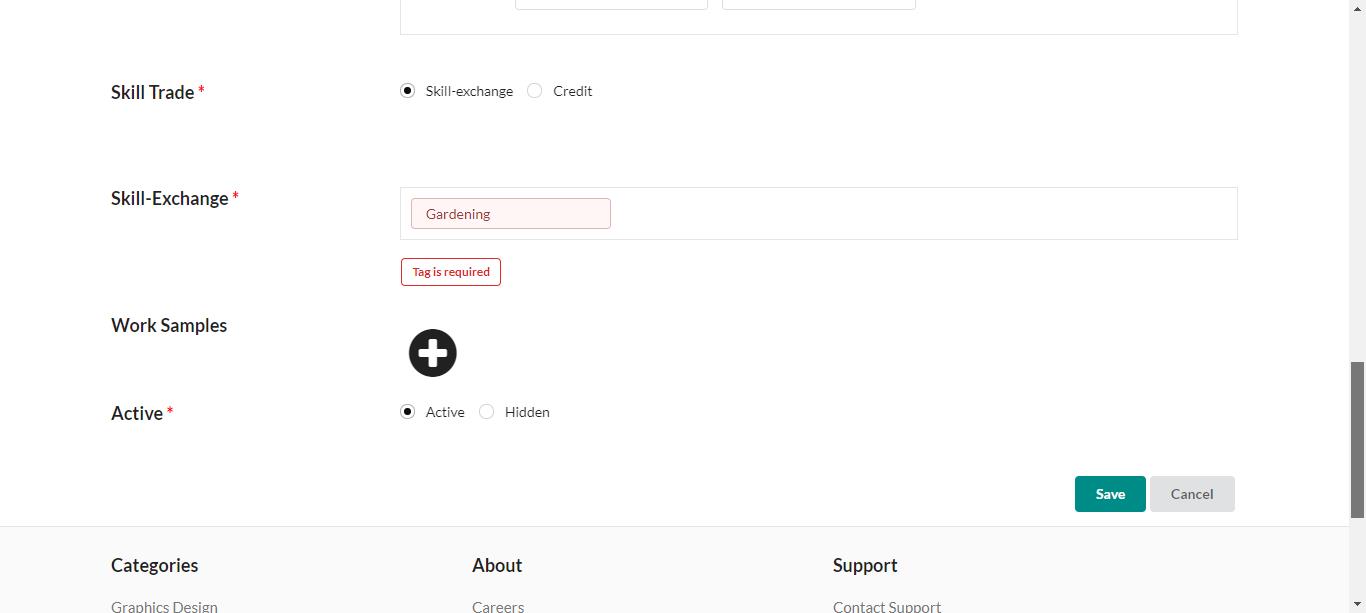 Skill Trade *
Skill-exchange Credit
Skill-Exchange *
Gardening
Tag is required
Work Samples
Active *
Active Hidden
Save Cancel
Categories About Support
Graphics Design Careers Contact Support